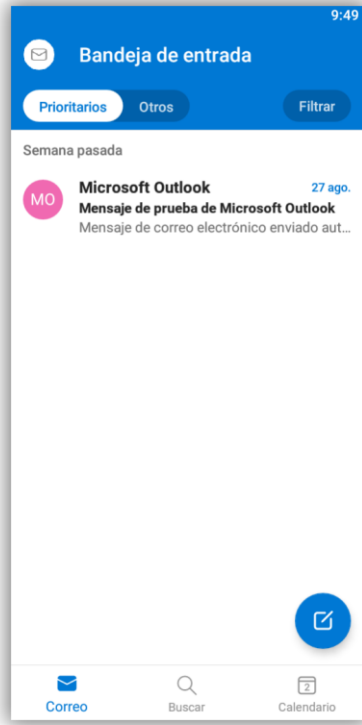 9:49
Bandeja de entrada
Prioritarios Otros Filtrar
Semana pasada
MO
Microsoft Outlook 27 ago.
Mensaje de prueba de Microsoft Outlook
Mensaje de correo electrónico enviado aut...
2
Correo Buscar Calendario